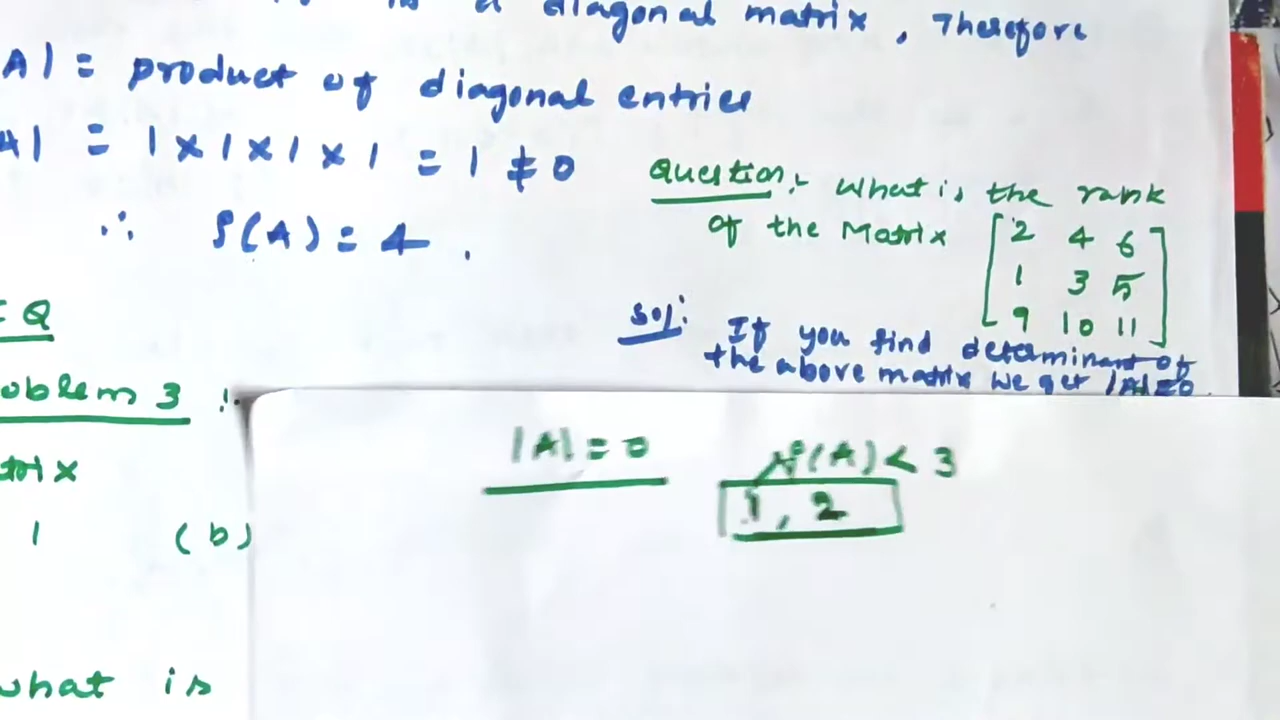 is a diagonal matrix, Therefore
A| = product of diagonal entries
A| = 1 x 1 x 1 x 1 = 1 ≠ 0
∴ ρ(A) = 4.
Question:- What is the rank
of the Matrix [2 4 6
1 3 5
9 10 11]
Sol: If you find determinant of
the above matrix we get |A|=0
Q
oblem 3 :
trix
1 (b)
what is
|A| = 0 ρ(A) < 3
1, 2